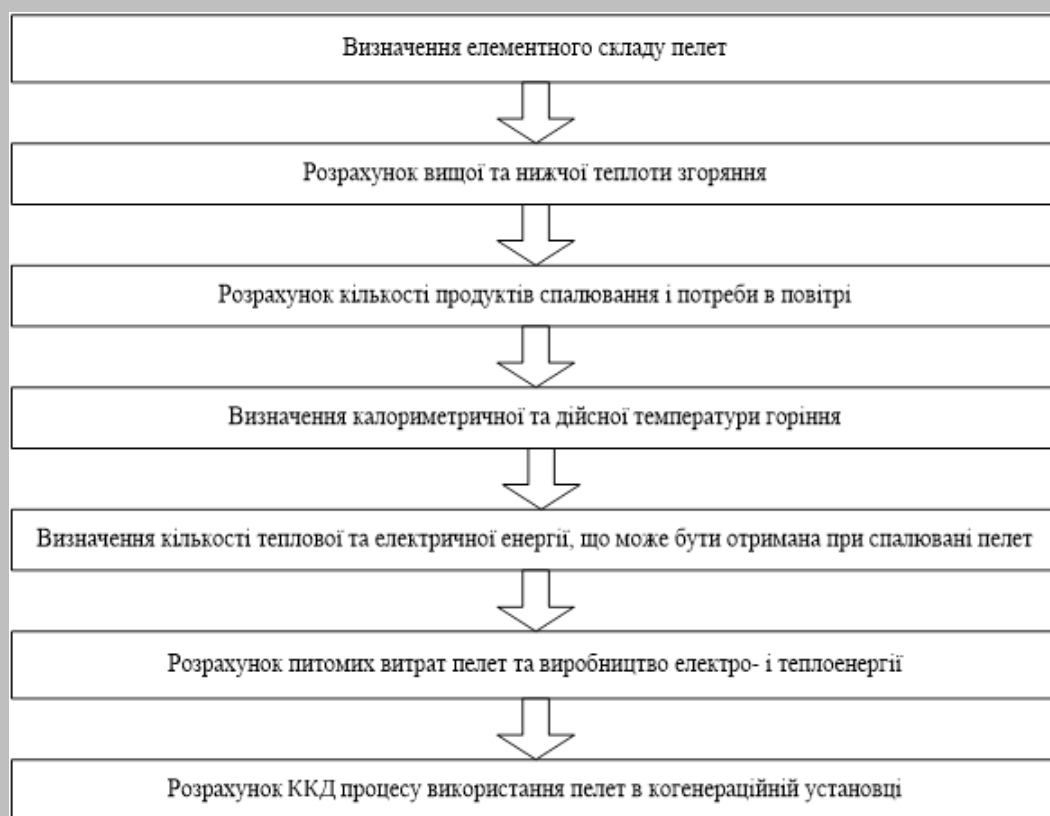 Визначення елементного складу пелет
Розрахунок вищої та нижчої теплоти згоряння
Розрахунок кількості продуктів спалювання і потреби в повітрі
Визначення калориметричної та дійсної температури горіння
Визначення кількості теплової та електричної енергії, що може бути отримана при спалювані пелет
Розрахунок питомих витрат пелет та виробництво електро- і теплоенергії
Розрахунок ККД процесу використання пелет в когенераційній установці